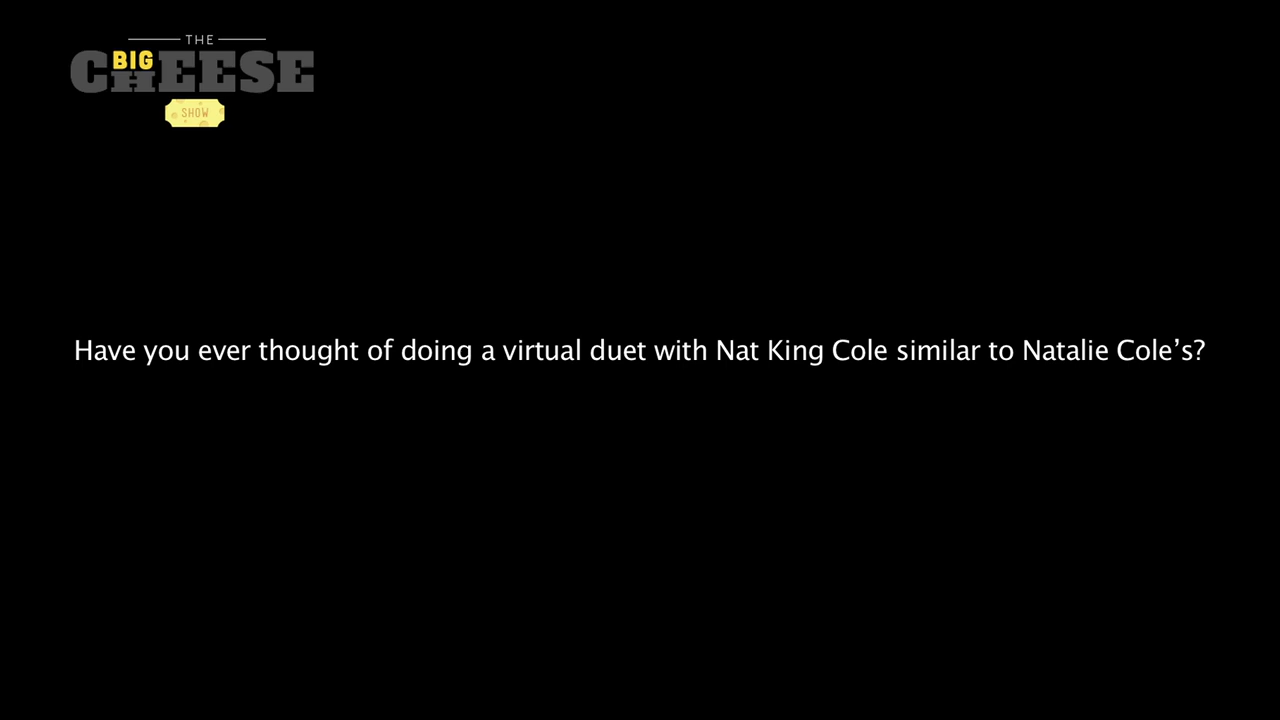 THE
BIG
CHEESE
SHOW
Have you ever thought of doing a virtual duet with Nat King Cole similar to Natalie Cole’s?